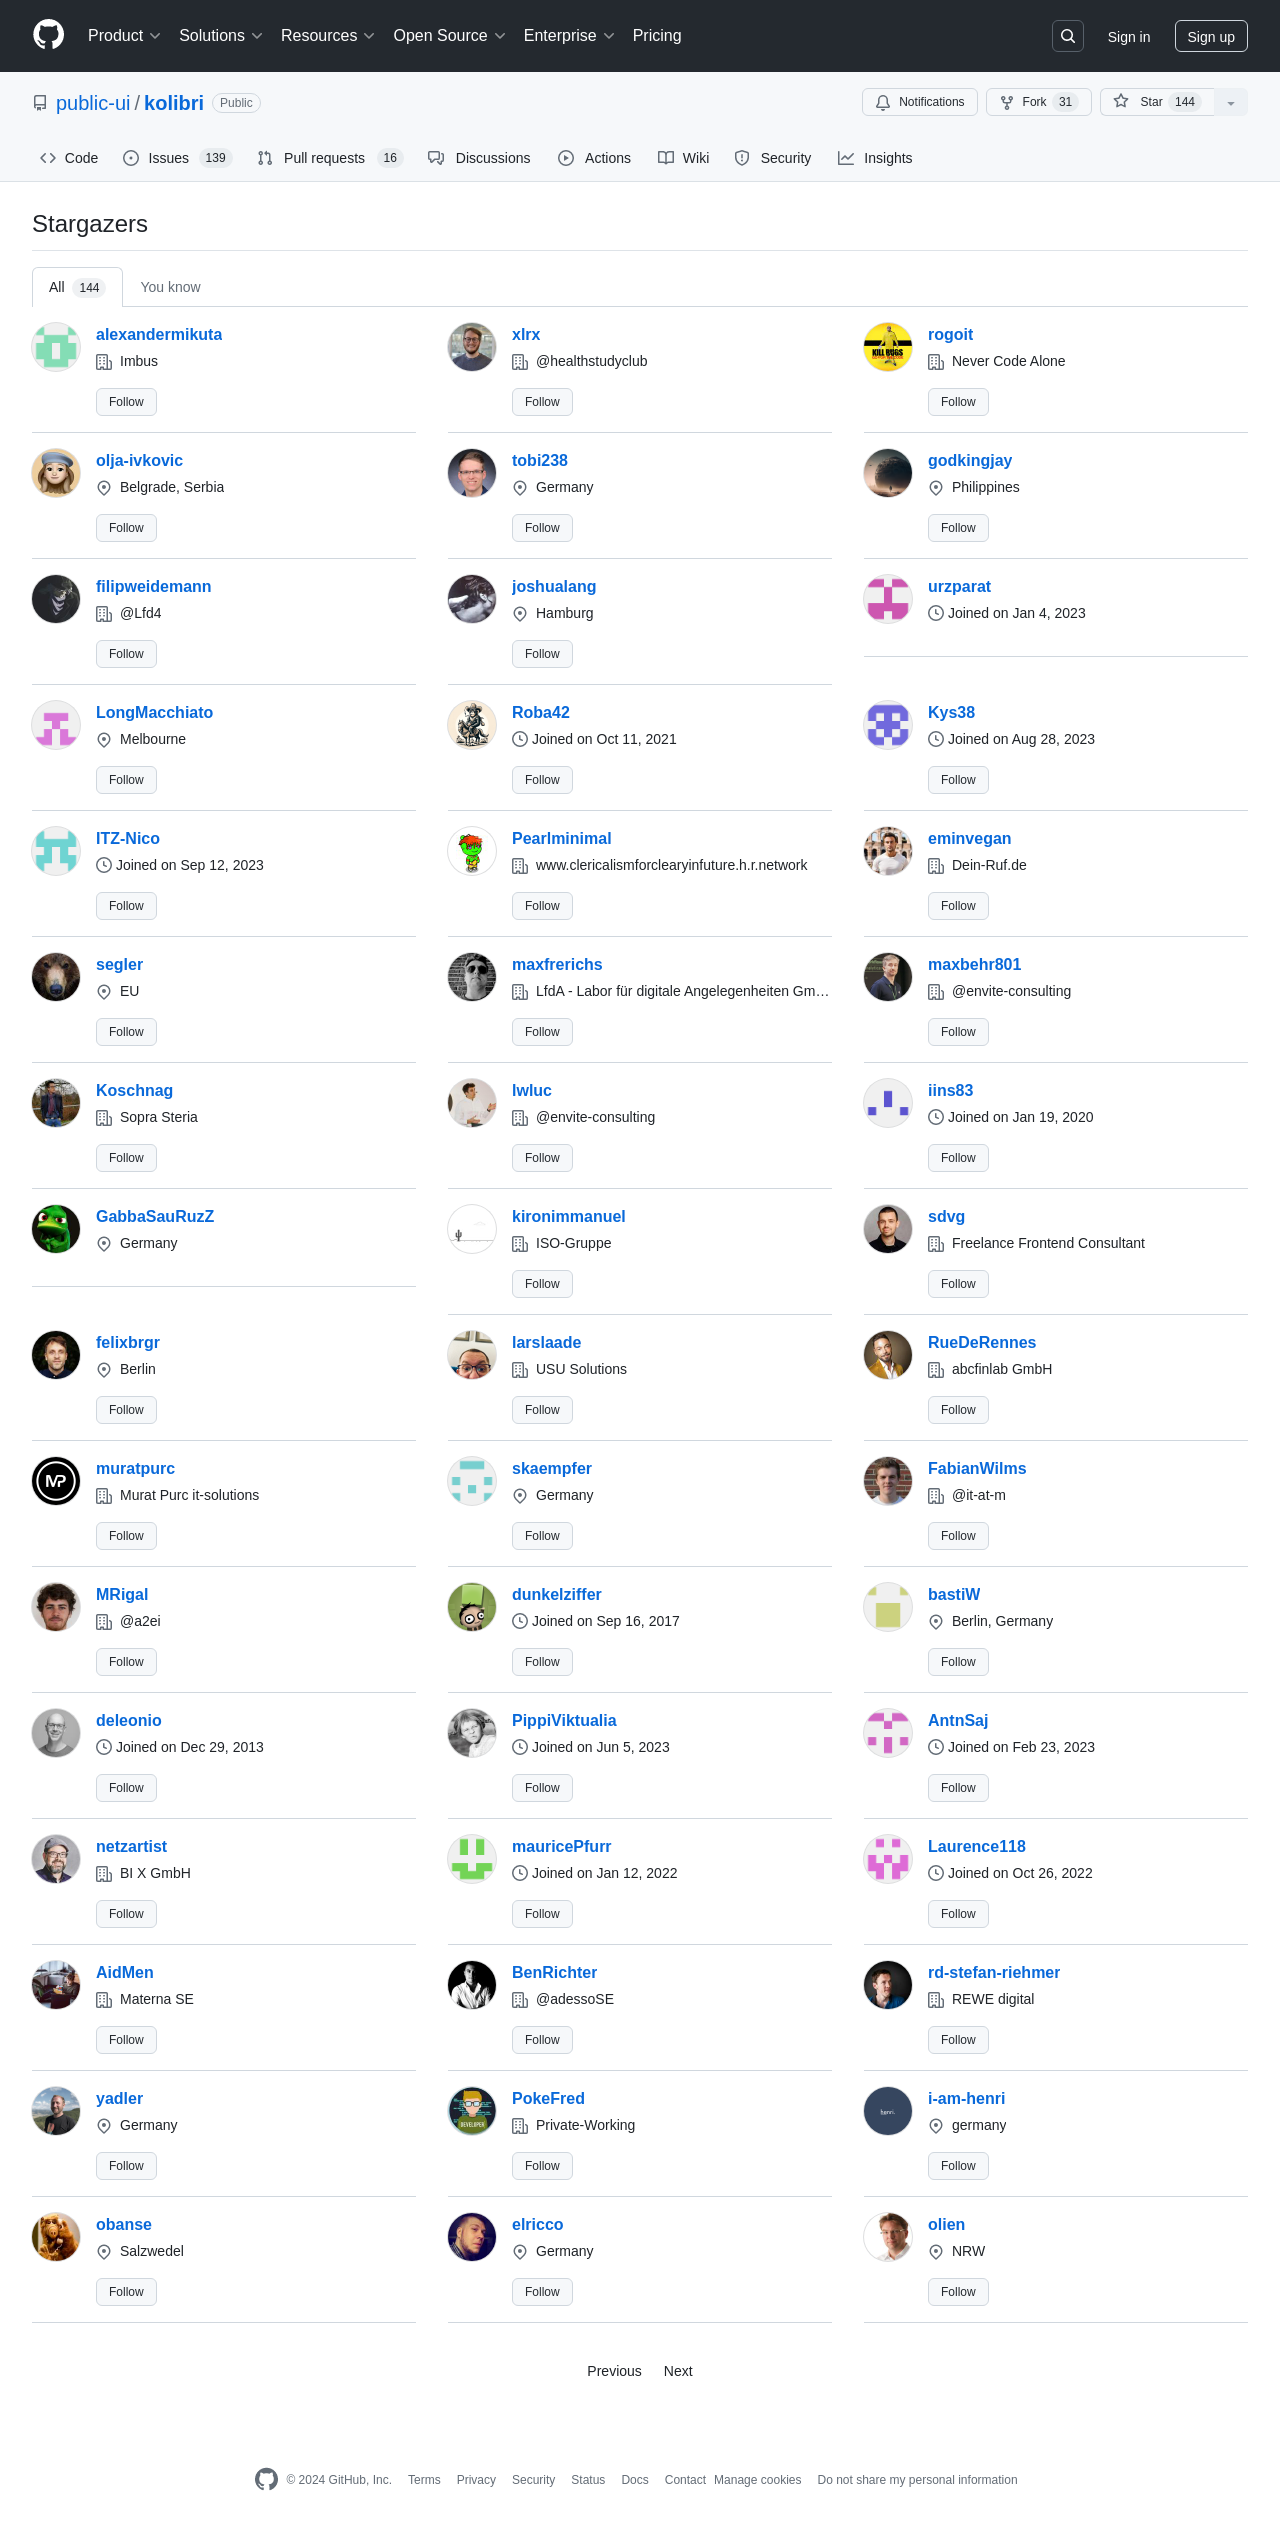 Product Solutions Resources Open Source Enterprise Pricing Sign in Sign up
public-ui / kolibri Public Notifications Fork 31 Star 144
Code Issues 139 Pull requests 16 Discussions Actions Wiki Security Insights
Stargazers
All 144 You know
alexandermikuta xlrx rogoit
Imbus @healthstudyclub Never Code Alone
Follow Follow Follow
olja-ivkovic tobi238 godkingjay
Belgrade, Serbia Germany Philippines
Follow Follow Follow
filipweidemann joshualang urzparat
@Lfd4 Hamburg Joined on Jan 4, 2023
Follow Follow
LongMacchiato Roba42 Kys38
Melbourne Joined on Oct 11, 2021 Joined on Aug 28, 2023
Follow Follow Follow
ITZ-Nico Pearlminimal eminvegan
Joined on Sep 12, 2023 www.clericalismforclearyinfuture.h.r.network Dein-Ruf.de
Follow Follow Follow
segler maxfrerichs maxbehr801
EU LfdA - Labor für digitale Angelegenheiten Gm… @envite-consulting
Follow Follow Follow
Koschnag lwluc iins83
Sopra Steria @envite-consulting Joined on Jan 19, 2020
Follow Follow Follow
GabbaSauRuzZ kironimmanuel sdvg
Germany ISO-Gruppe Freelance Frontend Consultant
Follow Follow
felixbrgr larslaade RueDeRennes
Berlin USU Solutions abcfinlab GmbH
Follow Follow Follow
muratpurc skaempfer FabianWilms
Murat Purc it-solutions Germany @it-at-m
Follow Follow Follow
MRigal dunkelziffer bastiW
@a2ei Joined on Sep 16, 2017 Berlin, Germany
Follow Follow Follow
deleonio PippiViktualia AntnSaj
Joined on Dec 29, 2013 Joined on Jun 5, 2023 Joined on Feb 23, 2023
Follow Follow Follow
netzartist mauricePfurr Laurence118
BI X GmbH Joined on Jan 12, 2022 Joined on Oct 26, 2022
Follow Follow Follow
AidMen BenRichter rd-stefan-riehmer
Materna SE @adessoSE REWE digital
Follow Follow Follow
yadler PokeFred i-am-henri
Germany Private-Working germany
Follow Follow Follow
obanse elricco olien
Salzwedel Germany NRW
Follow Follow Follow
Previous Next
© 2024 GitHub, Inc. Terms Privacy Security Status Docs Contact Manage cookies Do not share my personal information